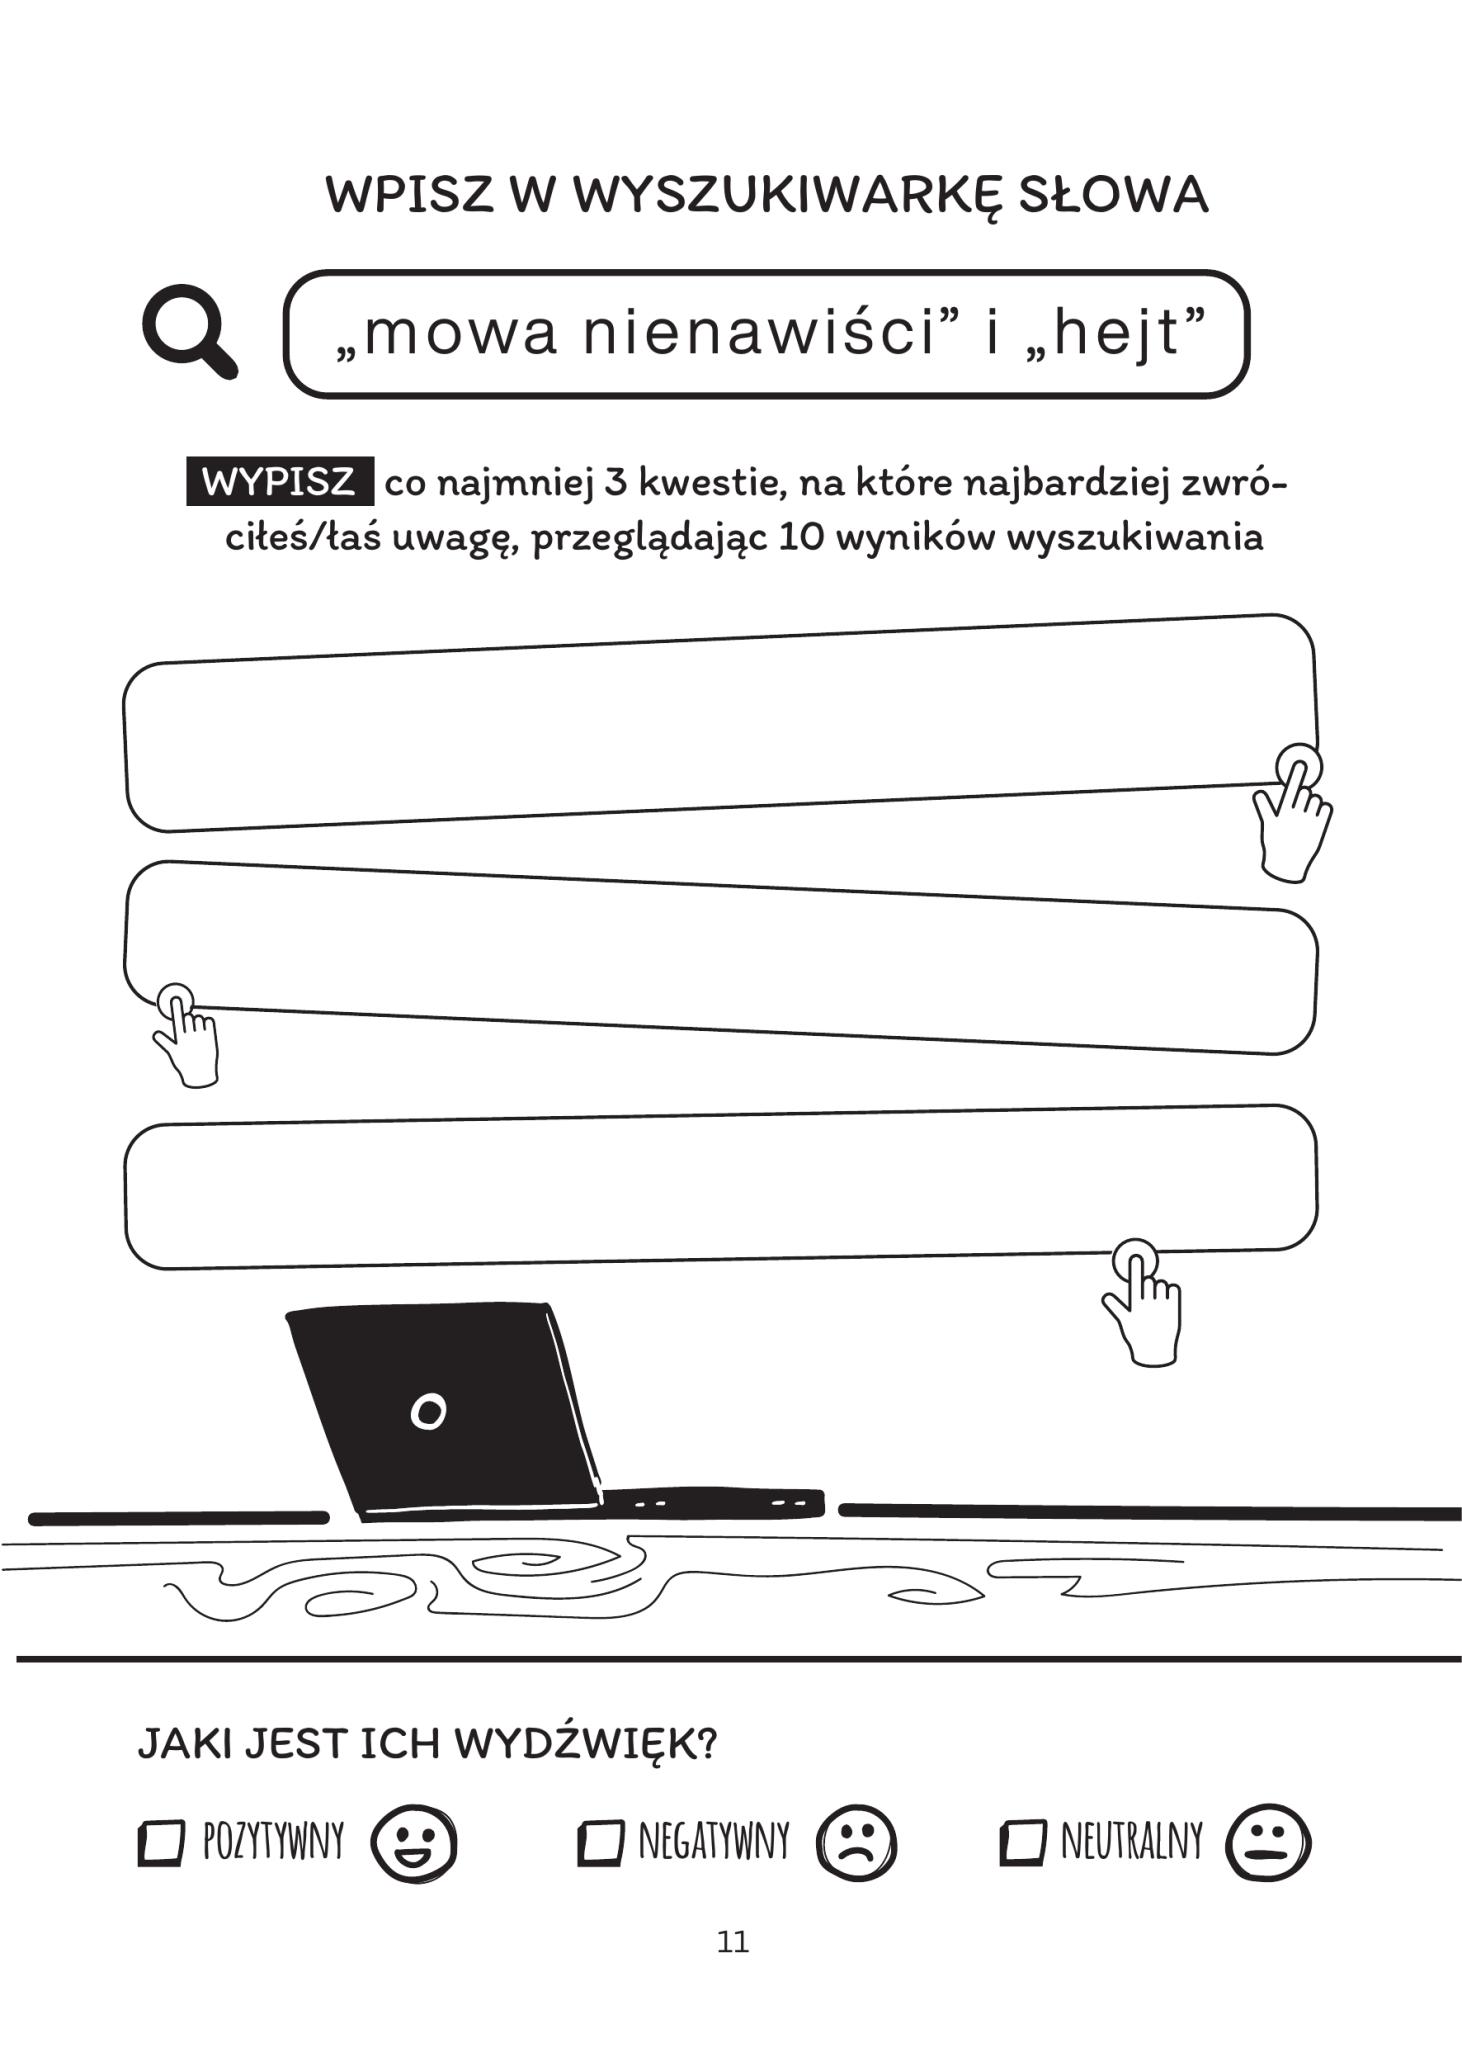 WPISZ W WYSZUKIWARKĘ SŁOWA
„mowa nienawiści” i „hejt”
WYPISZ co najmniej 3 kwestie, na które najbardziej zwró-
ciłeś/łaś uwagę, przeglądając 10 wyników wyszukiwania
JAKI JEST ICH WYDŹWIĘK?
POZYTYWNY NEGATYWNY NEUTRALNY
11